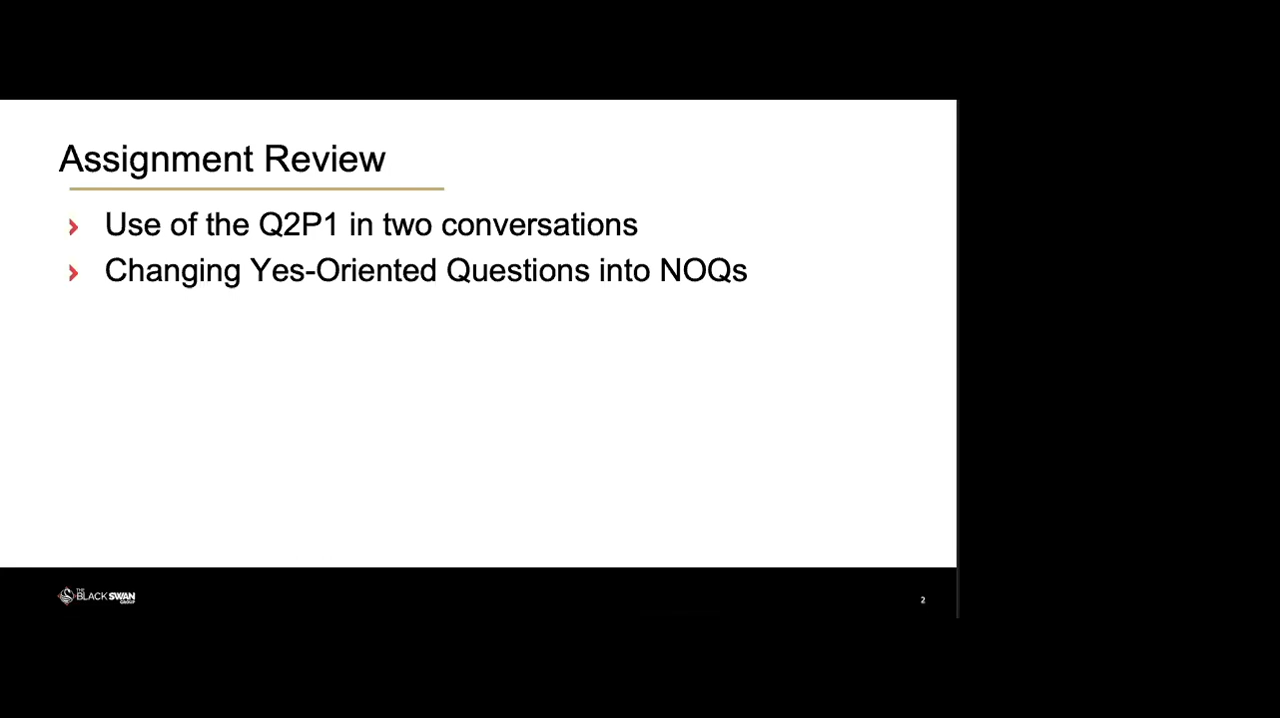 Assignment Review
› Use of the Q2P1 in two conversations
› Changing Yes-Oriented Questions into NOQs
THE
BLACK SWAN
GROUP
2